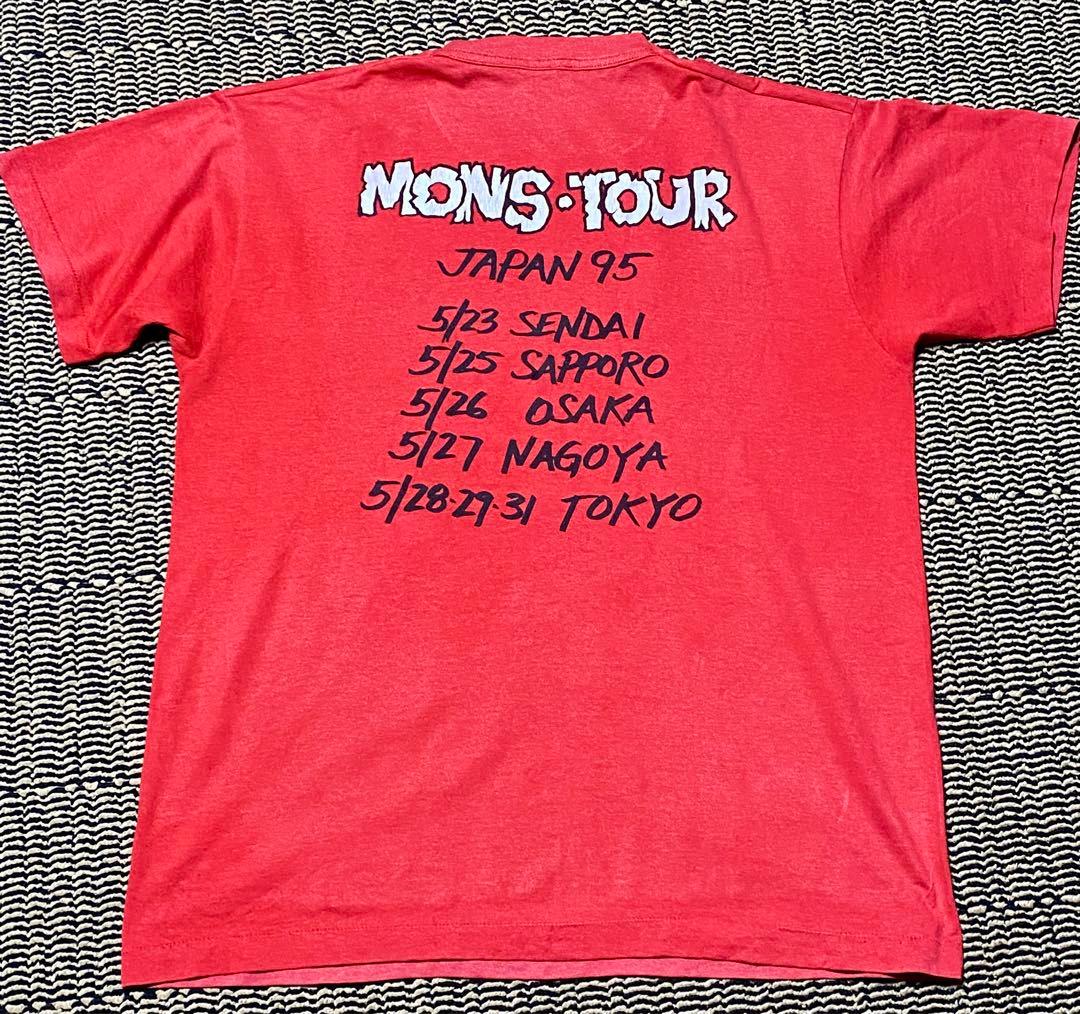 MONS·TOUR
JAPAN 95
5/23 SENDAI
5/25 SAPPORO
5/26 OSAKA
5/27 NAGOYA
5/28·29·31 TOKYO